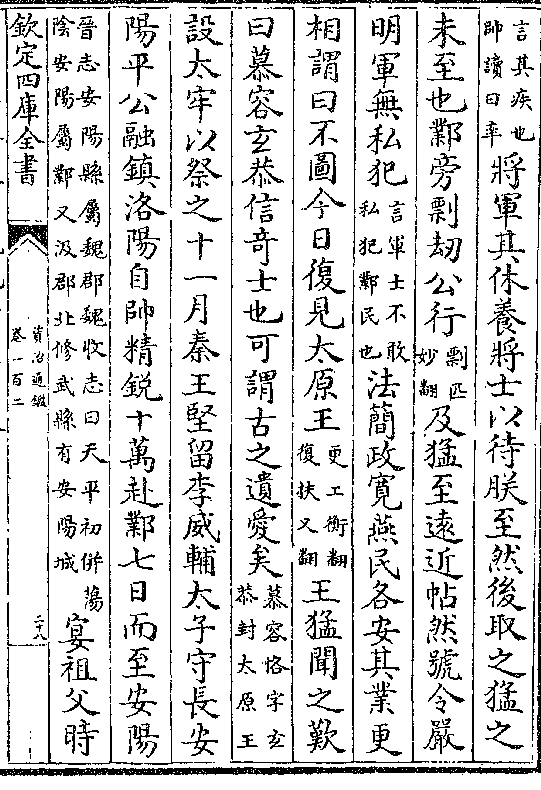 言其疾也師讀曰率將軍其休養將士以待朕至然後取之猛之
未至也鄴旁剽劫公行剽匹妙翻及猛至逺近帖然號令嚴
明軍無私犯言軍士不敢私犯鄴民也法簡政寛燕民各安其業更
相謂曰不圖今日復見太原王更工衡翻復扶又翻王猛聞之歎
曰慕容玄恭信竒士也可謂古之遺愛矣慕容恪字玄恭封太原王
設太牢以祭之十一月秦王堅留李威輔太子守長安
陽平公融鎮洛陽自帥精鋭十萬赴鄴七日而至安陽
晉志安陽縣屬魏郡魏收志曰天平初併蕩陰安陽屬鄴又汲郡北修武縣有安陽城宴祖父時
欽定四庫全書
資治通鑑
卷一百二
二十八